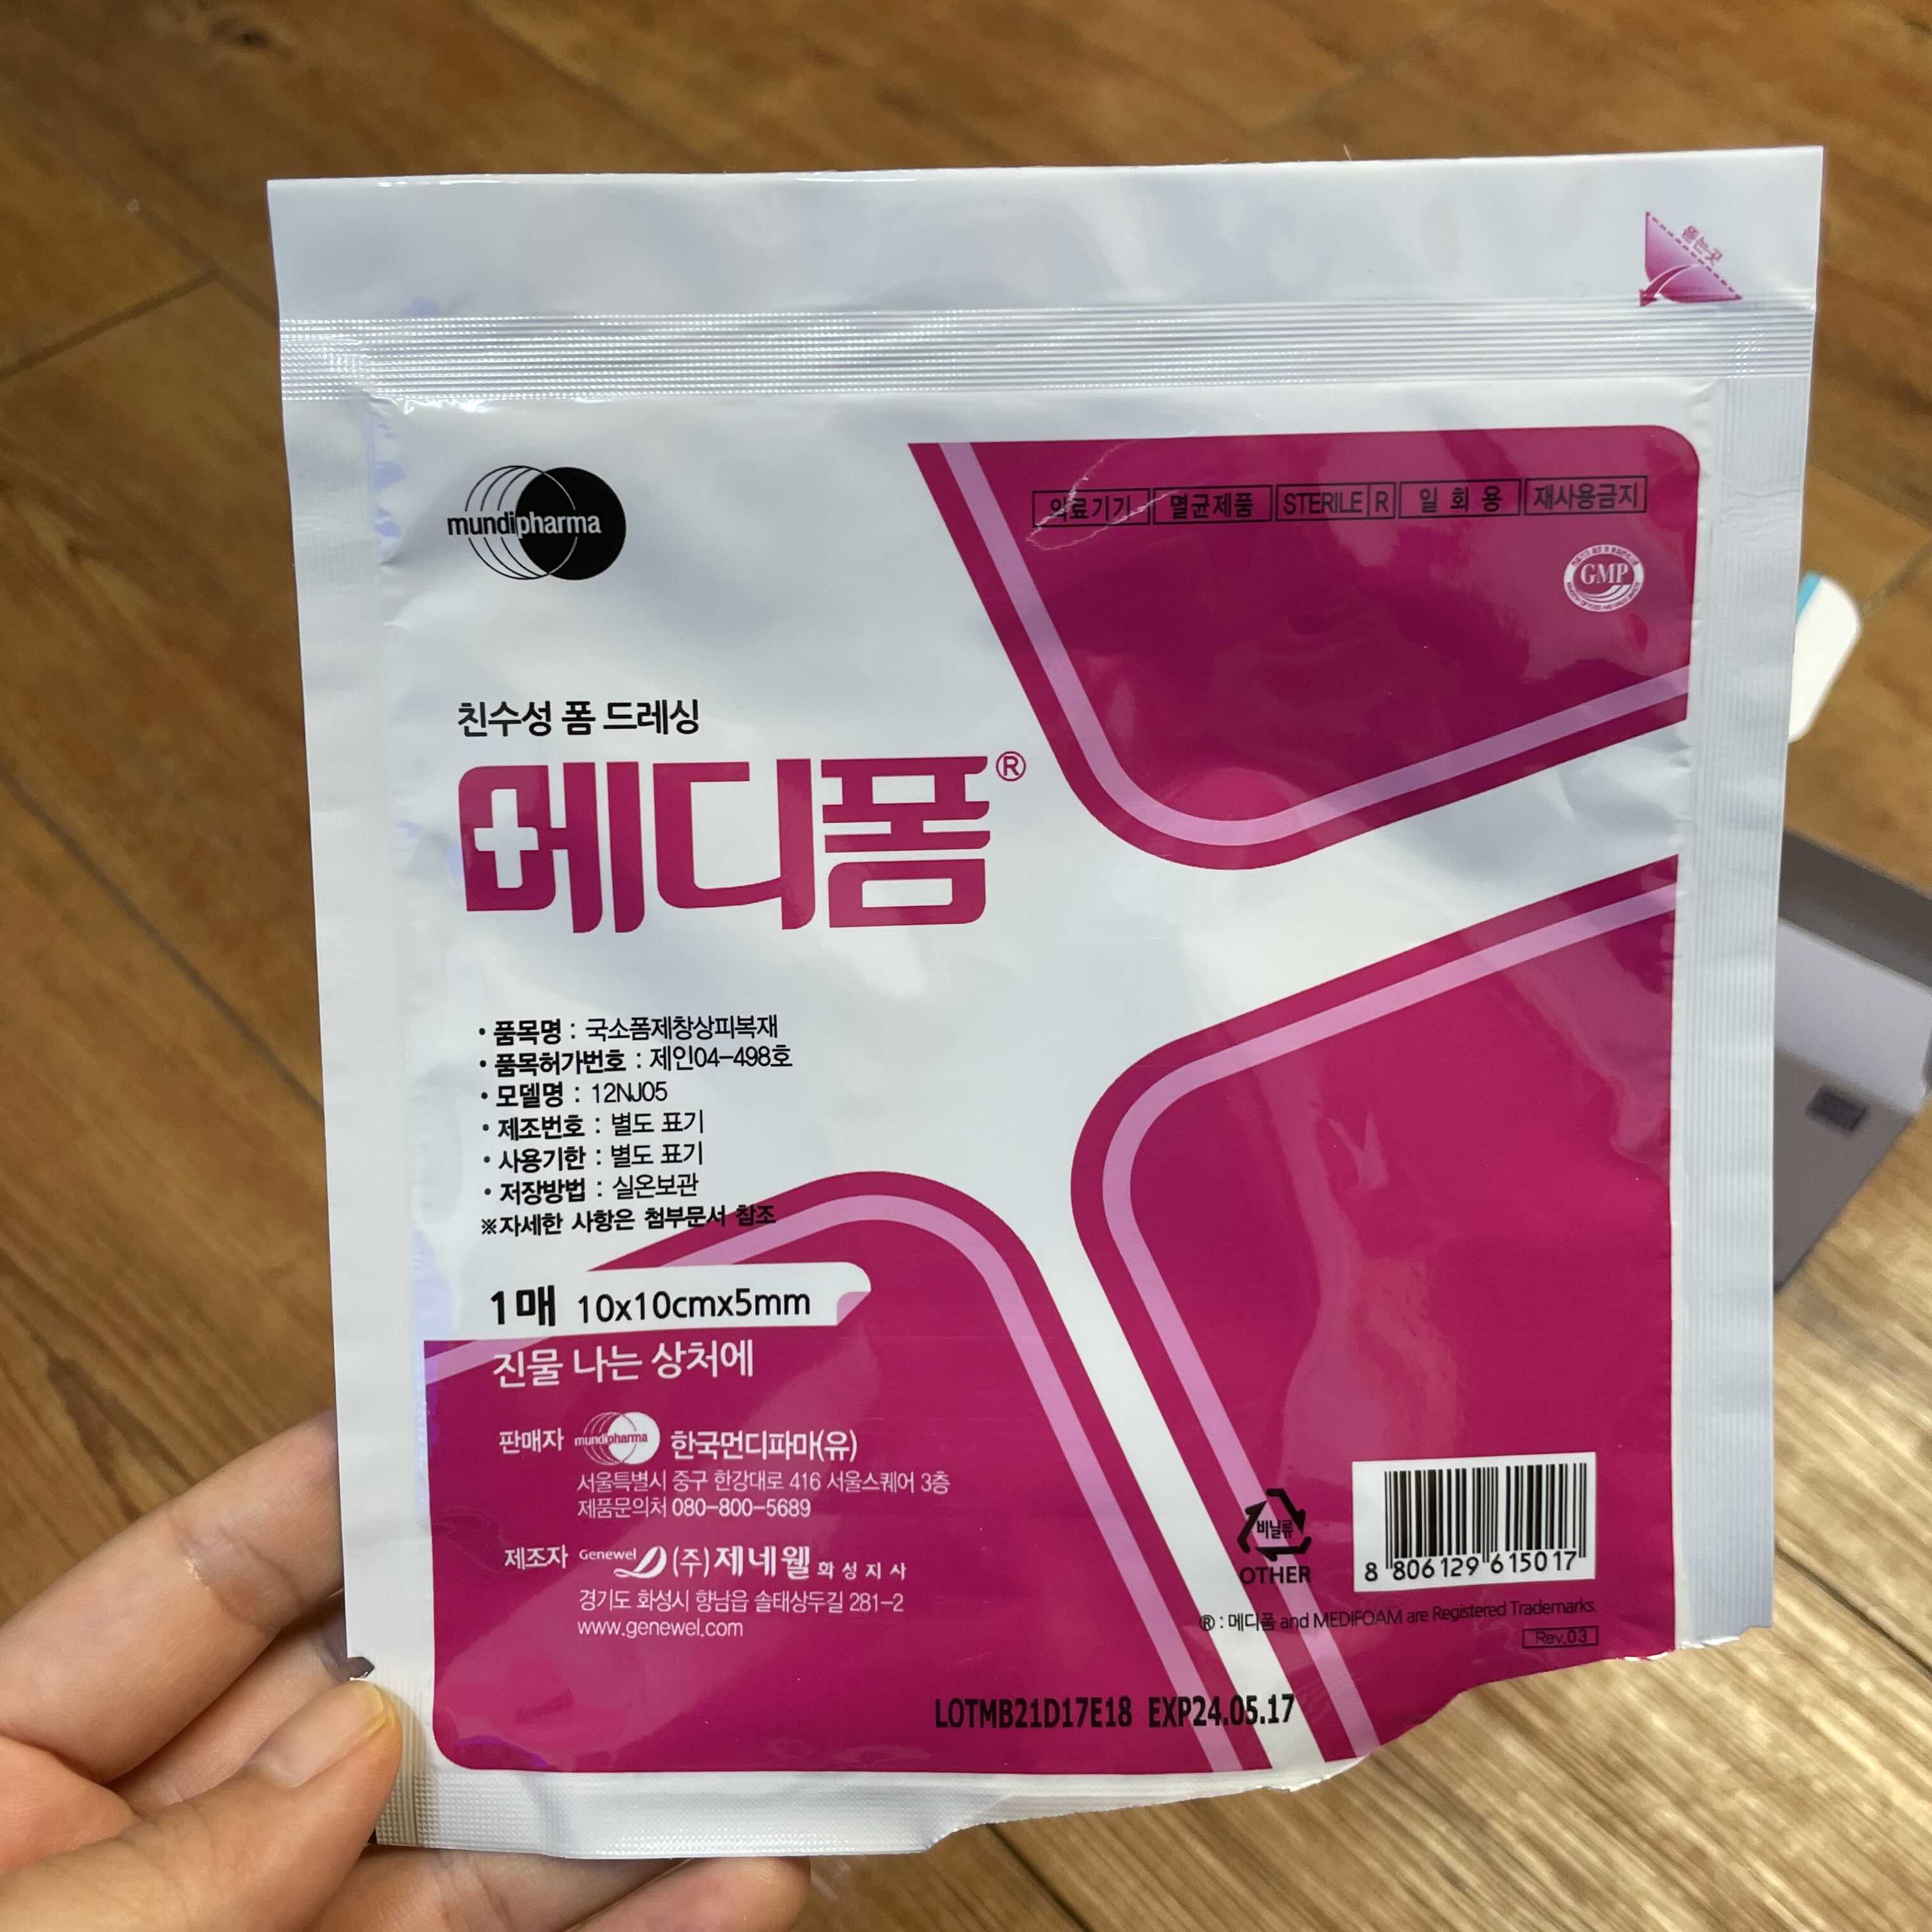 뜯는곳
mundipharma
의료기기 멸균제품 STERILE R 일회용 재사용금지
GMP
친수성 폼 드레싱
메디폼®
• 품목명 : 국소폼제창상피복재
• 품목허가번호 : 제인04-498호
• 모델명 : 12NJ05
• 제조번호 : 별도 표기
• 사용기한 : 별도 표기
• 저장방법 : 실온보관
※자세한 사항은 첨부문서 참조
1매 10x10cmx5mm
진물 나는 상처에
판매자 mundipharma 한국먼디파마(유)
서울특별시 중구 한강대로 416 서울스퀘어 3층
제품문의처 080-800-5689
제조자 Genewel (주)제네웰 화성지사
경기도 화성시 향남읍 솔태상두길 281-2
www.genewel.com
비닐류
OTHER
8 806129 615017
® : 메디폼 and MEDIFOAM are Registered Trademarks.
Rev.03
LOTMB21D17E18 EXP24.05.17